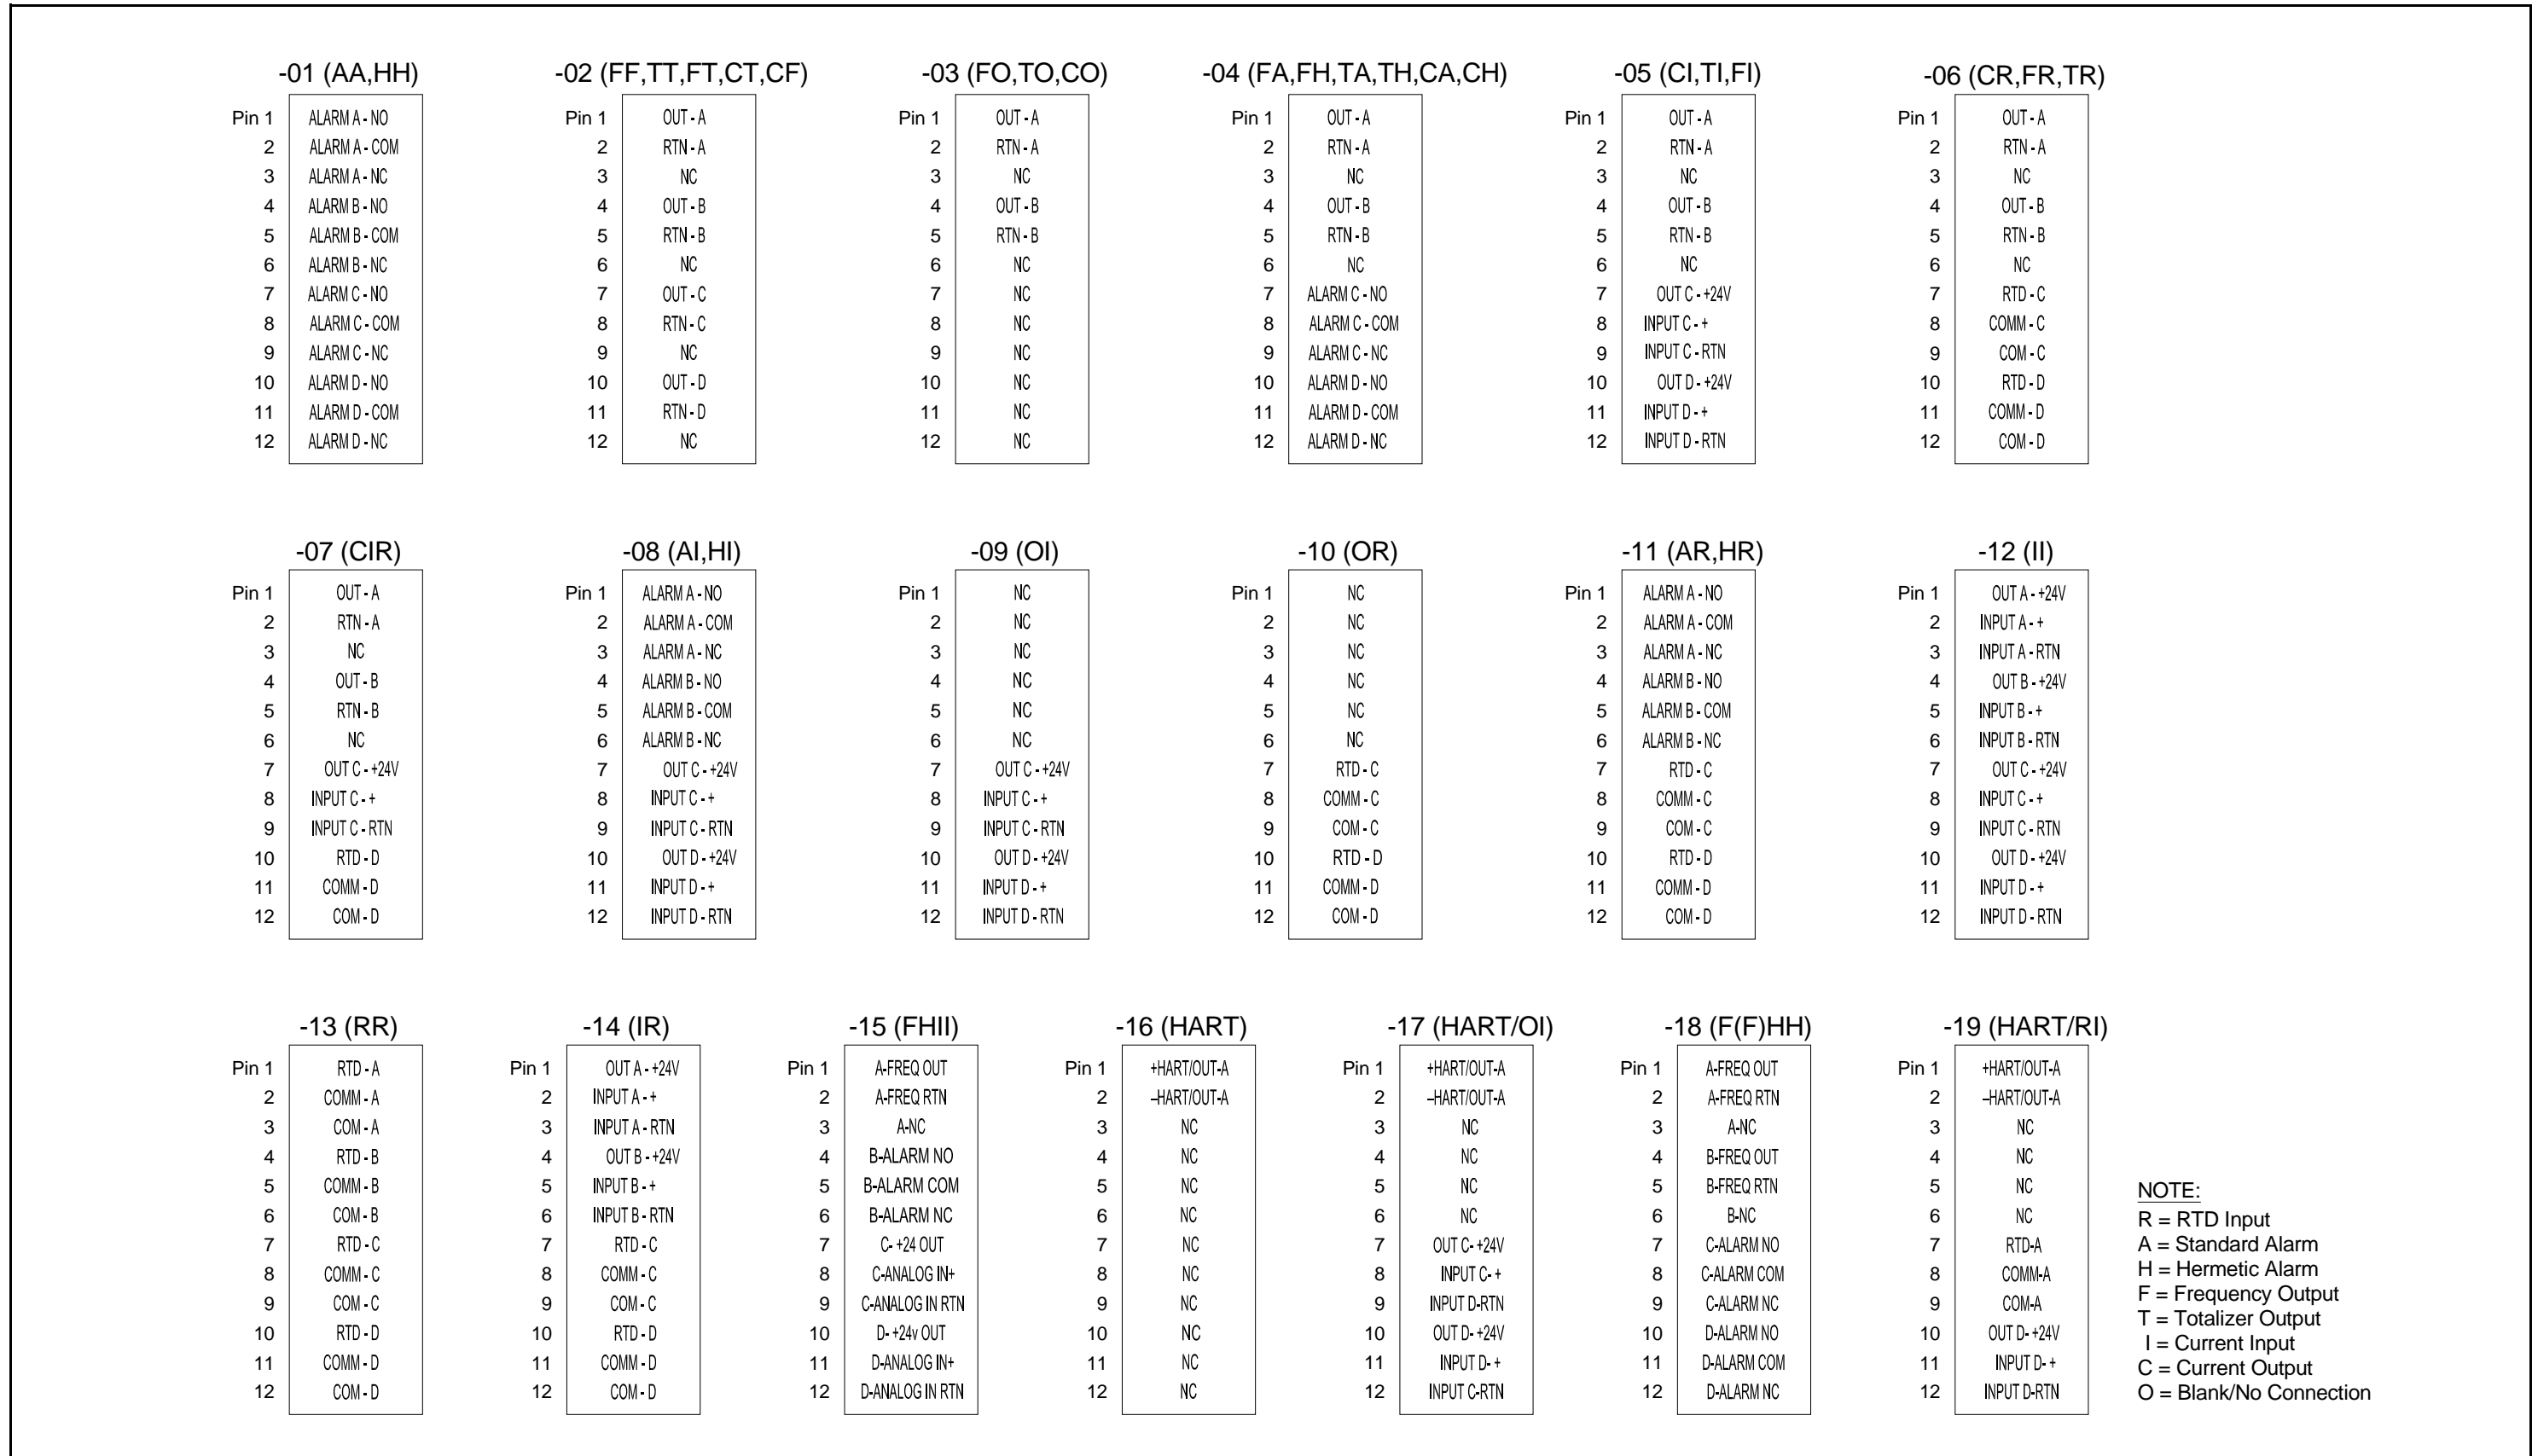 -01 (AA,HH)
Pin 1 ALARM A - NO
2 ALARM A - COM
3 ALARM A - NC
4 ALARM B - NO
5 ALARM B - COM
6 ALARM B - NC
7 ALARM C - NO
8 ALARM C - COM
9 ALARM C - NC
10 ALARM D - NO
11 ALARM D - COM
12 ALARM D - NC
-02 (FF,TT,FT,CT,CF)
Pin 1 OUT - A
2 RTN - A
3 NC
4 OUT - B
5 RTN - B
6 NC
7 OUT - C
8 RTN - C
9 NC
10 OUT - D
11 RTN - D
12 NC
-03 (FO,TO,CO)
Pin 1 OUT - A
2 RTN - A
3 NC
4 OUT - B
5 RTN - B
6 NC
7 NC
8 NC
9 NC
10 NC
11 NC
12 NC
-04 (FA,FH,TA,TH,CA,CH)
Pin 1 OUT - A
2 RTN - A
3 NC
4 OUT - B
5 RTN - B
6 NC
7 ALARM C - NO
8 ALARM C - COM
9 ALARM C - NC
10 ALARM D - NO
11 ALARM D - COM
12 ALARM D - NC
-05 (CI,TI,FI)
Pin 1 OUT - A
2 RTN - A
3 NC
4 OUT - B
5 RTN - B
6 NC
7 OUT C - +24V
8 INPUT C - +
9 INPUT C - RTN
10 OUT D - +24V
11 INPUT D - +
12 INPUT D - RTN
-06 (CR,FR,TR)
Pin 1 OUT - A
2 RTN - A
3 NC
4 OUT - B
5 RTN - B
6 NC
7 RTD - C
8 COMM - C
9 COM - C
10 RTD - D
11 COMM - D
12 COM - D
-07 (CIR)
Pin 1 OUT - A
2 RTN - A
3 NC
4 OUT - B
5 RTN - B
6 NC
7 OUT C - +24V
8 INPUT C - +
9 INPUT C - RTN
10 RTD - D
11 COMM - D
12 COM - D
-08 (AI,HI)
Pin 1 ALARM A - NO
2 ALARM A - COM
3 ALARM A - NC
4 ALARM B - NO
5 ALARM B - COM
6 ALARM B - NC
7 OUT C - +24V
8 INPUT C - +
9 INPUT C - RTN
10 OUT D - +24V
11 INPUT D - +
12 INPUT D - RTN
-09 (OI)
Pin 1 NC
2 NC
3 NC
4 NC
5 NC
6 NC
7 OUT C - +24V
8 INPUT C - +
9 INPUT C - RTN
10 OUT D - +24V
11 INPUT D - +
12 INPUT D - RTN
-10 (OR)
Pin 1 NC
2 NC
3 NC
4 NC
5 NC
6 NC
7 RTD - C
8 COMM - C
9 COM - C
10 RTD - D
11 COMM - D
12 COM - D
-11 (AR,HR)
Pin 1 ALARM A - NO
2 ALARM A - COM
3 ALARM A - NC
4 ALARM B - NO
5 ALARM B - COM
6 ALARM B - NC
7 RTD - C
8 COMM - C
9 COM - C
10 RTD - D
11 COMM - D
12 COM - D
-12 (II)
Pin 1 OUT A - +24V
2 INPUT A - +
3 INPUT A - RTN
4 OUT B - +24V
5 INPUT B - +
6 INPUT B - RTN
7 OUT C - +24V
8 INPUT C - +
9 INPUT C - RTN
10 OUT D - +24V
11 INPUT D - +
12 INPUT D - RTN
-13 (RR)
Pin 1 RTD - A
2 COMM - A
3 COM - A
4 RTD - B
5 COMM - B
6 COM - B
7 RTD - C
8 COMM - C
9 COM - C
10 RTD - D
11 COMM - D
12 COM - D
-14 (IR)
Pin 1 OUT A - +24V
2 INPUT A - +
3 INPUT A - RTN
4 OUT B - +24V
5 INPUT B - +
6 INPUT B - RTN
7 RTD - C
8 COMM - C
9 COM - C
10 RTD - D
11 COMM - D
12 COM - D
-15 (FHII)
Pin 1 A-FREQ OUT
2 A-FREQ RTN
3 A-NC
4 B-ALARM NO
5 B-ALARM COM
6 B-ALARM NC
7 C- +24 OUT
8 C-ANALOG IN+
9 C-ANALOG IN RTN
10 D- +24v OUT
11 D-ANALOG IN+
12 D-ANALOG IN RTN
-16 (HART)
Pin 1 +HART/OUT-A
2 –HART/OUT-A
3 NC
4 NC
5 NC
6 NC
7 NC
8 NC
9 NC
10 NC
11 NC
12 NC
-17 (HART/OI)
Pin 1 +HART/OUT-A
2 –HART/OUT-A
3 NC
4 NC
5 NC
6 NC
7 OUT C- +24V
8 INPUT C- +
9 INPUT D-RTN
10 OUT D- +24V
11 INPUT D- +
12 INPUT C-RTN
-18 (F(F)HH)
Pin 1 A-FREQ OUT
2 A-FREQ RTN
3 A-NC
4 B-FREQ OUT
5 B-FREQ RTN
6 B-NC
7 C-ALARM NO
8 C-ALARM COM
9 C-ALARM NC
10 D-ALARM NO
11 D-ALARM COM
12 D-ALARM NC
-19 (HART/RI)
Pin 1 +HART/OUT-A
2 –HART/OUT-A
3 NC
4 NC
5 NC
6 NC
7 RTD-A
8 COMM-A
9 COM-A
10 OUT D- +24V
11 INPUT D- +
12 INPUT D-RTN
NOTE:
R = RTD Input
A = Standard Alarm
H = Hermetic Alarm
F = Frequency Output
T = Totalizer Output
I = Current Input
C = Current Output
O = Blank/No Connection